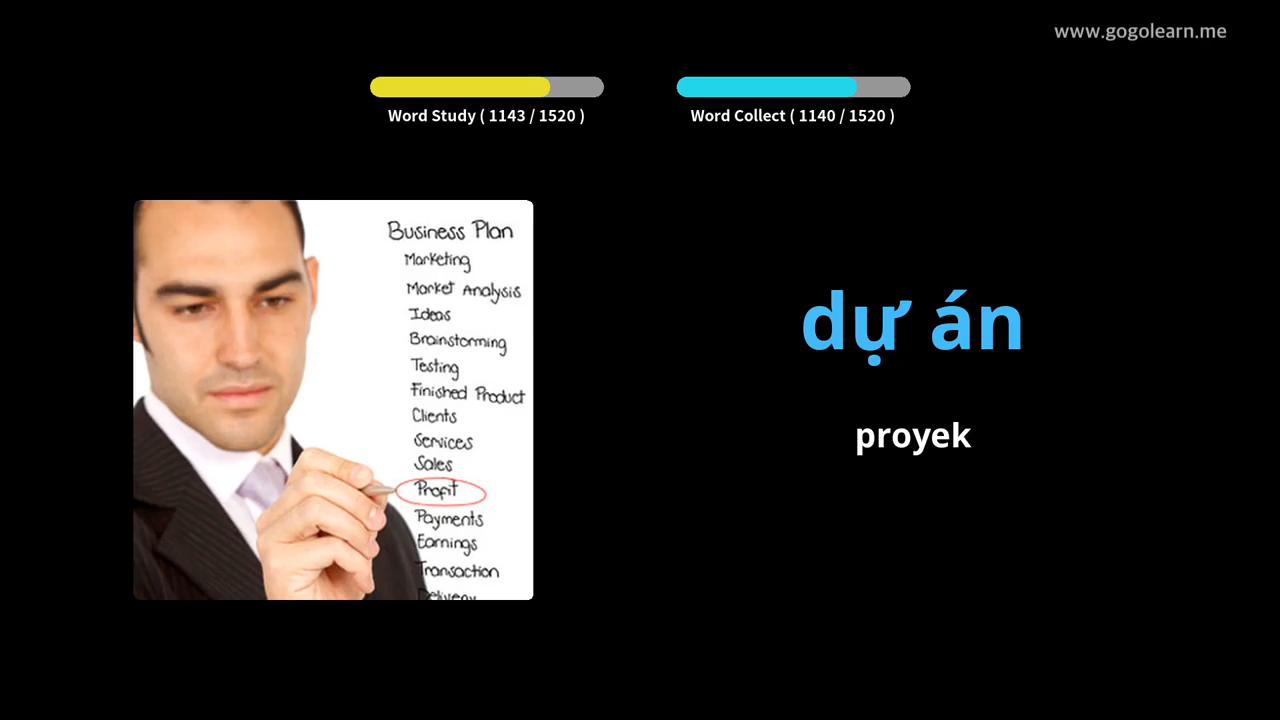 www.gogolearn.me
Word Study ( 1143 / 1520 )
Word Collect ( 1140 / 1520 )
Business Plan
Marketing
Market Analysis
Ideas
Brainstorming
Testing
Finished Product
Clients
Services
Sales
Profit
Payments
Earnings
Transaction
Delivery
dự án
proyek